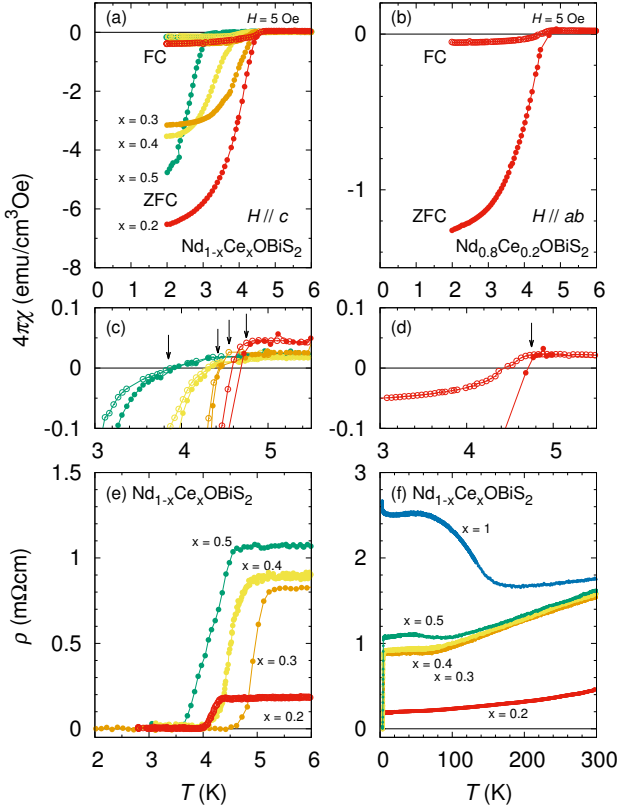 (a) H = 5 Oe
FC
x = 0.3
x = 0.4
x = 0.5
ZFC
x = 0.2
H // c
Nd1-xCexOBiS2
0
-2
-4
-6
-8
0 1 2 3 4 5 6
(b) H = 5 Oe
FC
ZFC
H // ab
Nd0.8Ce0.2OBiS2
0
-1
0 1 2 3 4 5 6
4πχ (emu/cm3Oe)
(c)
0.1
0
-0.1
3 4 5
(d)
0.1
0
-0.1
3 4 5
(e) Nd1-xCexOBiS2
x = 0.5
x = 0.4
x = 0.3
x = 0.2
1.5
1
0.5
0
2 3 4 5 6
T (K)
ρ (mΩcm)
(f) Nd1-xCexOBiS2
x = 1
x = 0.5
x = 0.4
x = 0.3
x = 0.2
3
2
1
0
0 100 200 300
T (K)